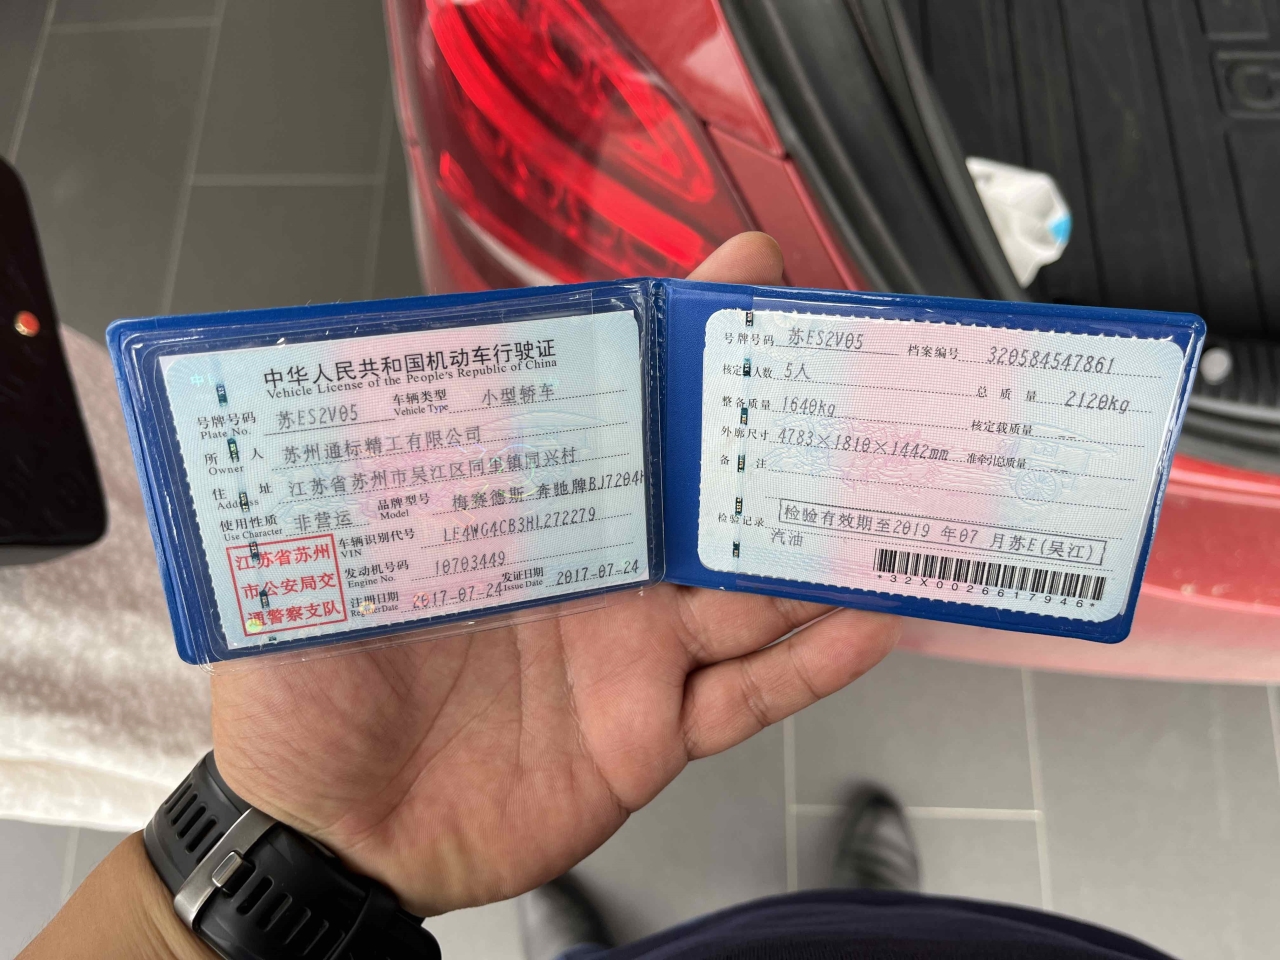 中华人民共和国机动车行驶证
Vehicle License of the People's Republic of China
号牌号码 苏ES2V05 车辆类型 小型轿车
Plate No. Vehicle Type
所有人 苏州通标精工有限公司
Owner
住址 江苏省苏州市吴江区同里镇同兴村
Address
使用性质 非营运 品牌型号 梅赛德斯-奔驰牌BJ7204H
Use Character Model
车辆识别代号 LE4WG4CB3HL272279
VIN
发动机号码 10703449
Engine No.
注册日期 2017-07-24 发证日期 2017-07-24
Register Date Issue Date
江苏省苏州
市公安局交
通警察支队
号牌号码 苏ES2V05 档案编号 320584547861
核定人数 5人 总质量 2120kg
整备质量 1640kg 核定载质量 --
外廓尺寸 4783×1810×1442mm 准牵引总质量 --
备注
检验记录 检验有效期至2019年07月苏E(吴江)
汽油
*32X0026617946*